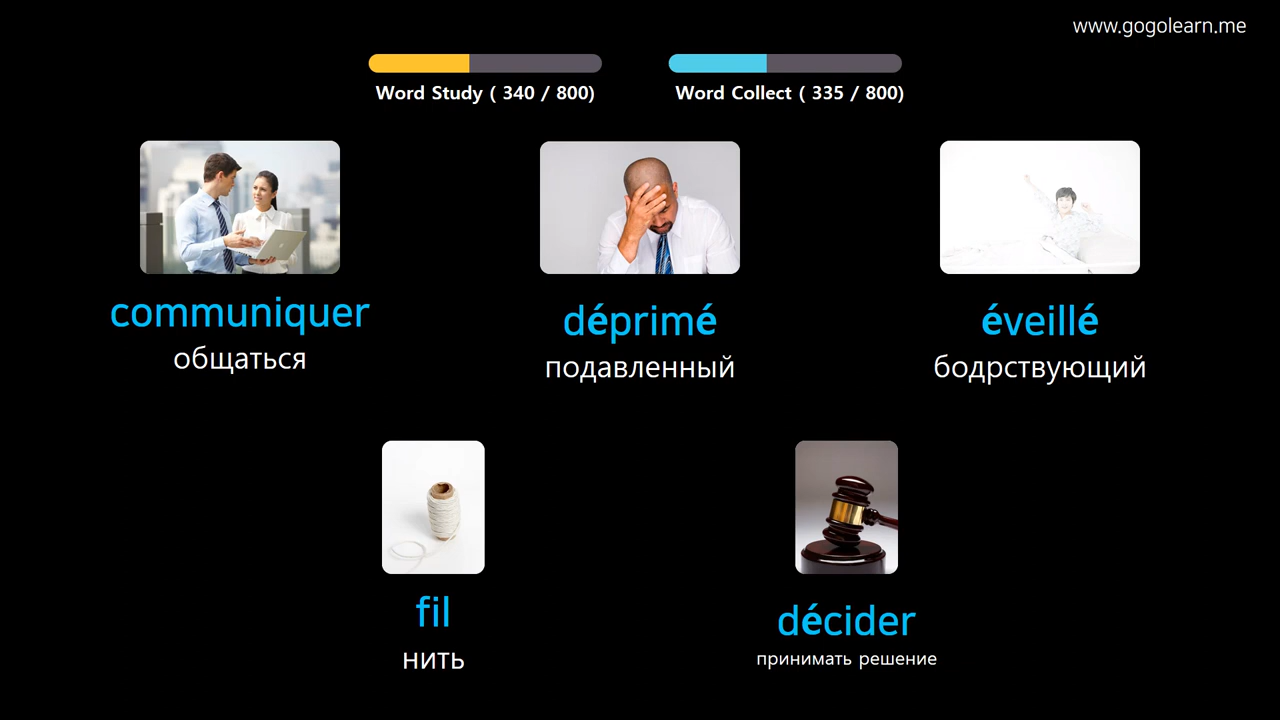 www.gogolearn.me
Word Study ( 340 / 800)
Word Collect ( 335 / 800)
communiquer
общаться
déprimé
подавленный
éveillé
бодрствующий
fil
нить
décider
принимать решение